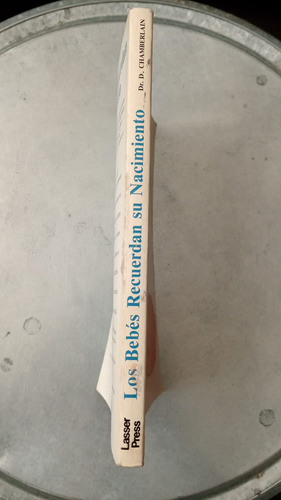 Dr. D. CHAMBERLAIN
Los Bebés Recuerdan su Nacimiento
Lasser
Press